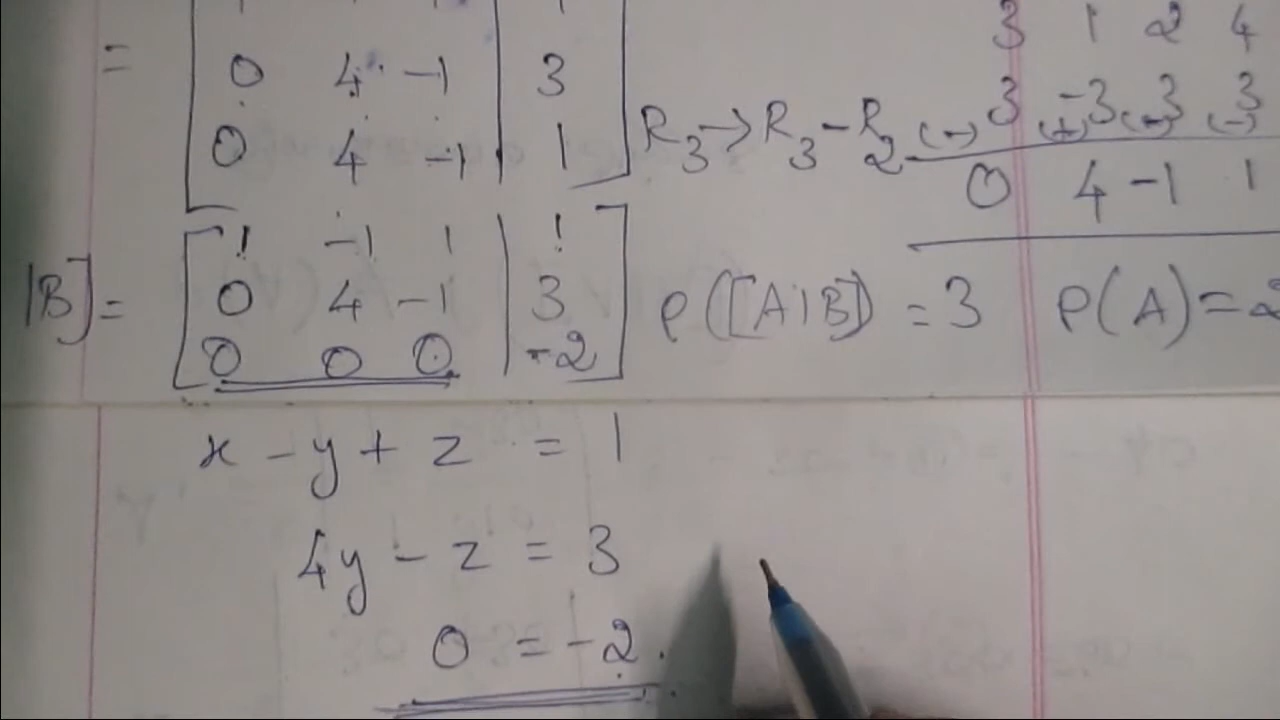 3 1 2 4
= 0 4 -1 | 3
3 -3 3 3
(-) (+) (-) (-)
0 4 -1 | 1 R3→R3-R2
0 4 -1 1
1 -1 1 | 1
[B]= 0 4 -1 | 3 ρ([A|B]) = 3 ρ(A)=2
0 0 0 | -2
x - y + z = 1
4y - z = 3
0 = -2.